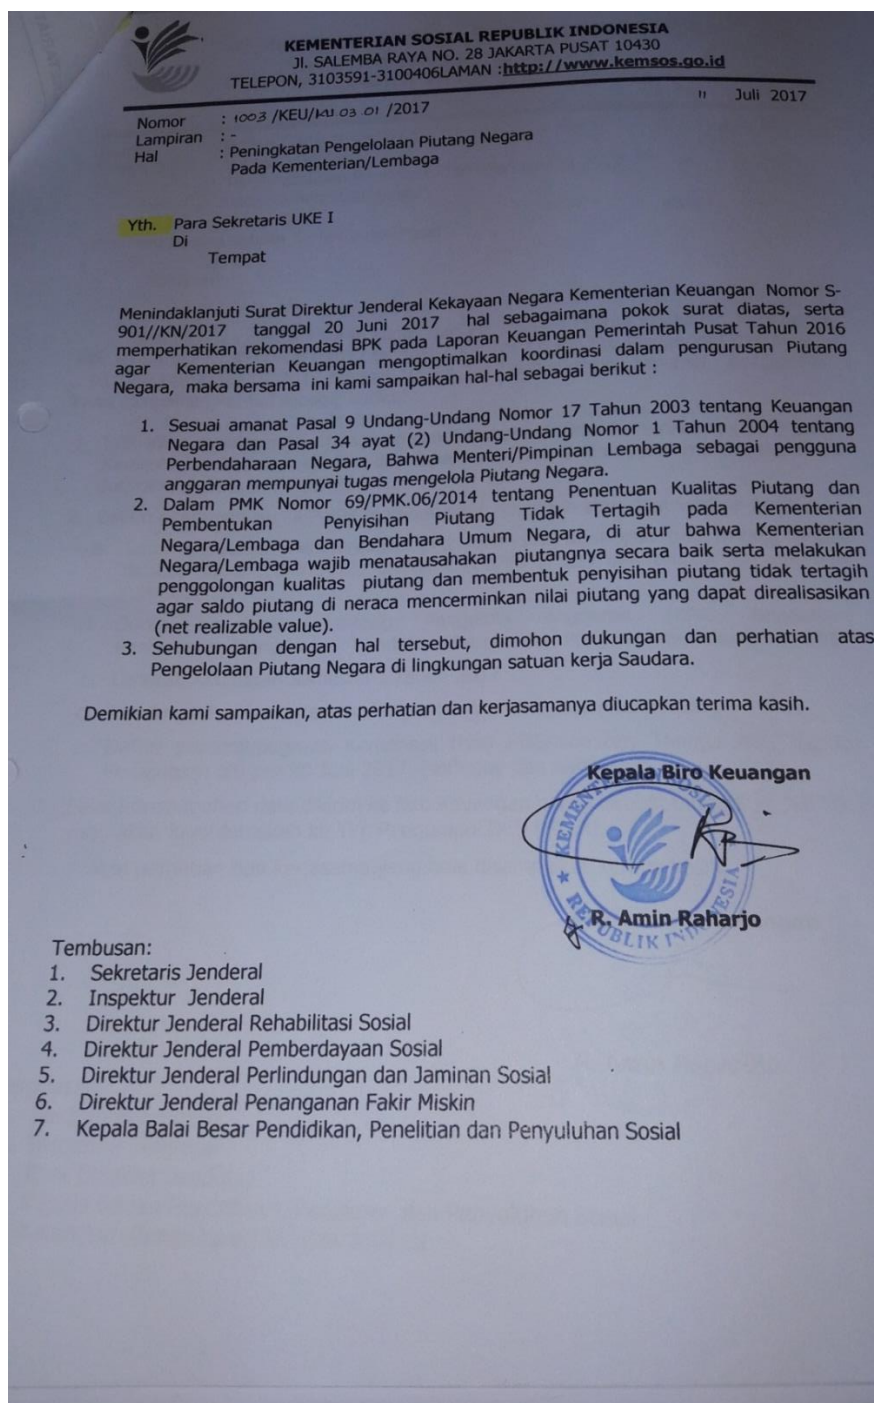 KEMENTERIAN SOSIAL REPUBLIK INDONESIA
Jl. SALEMBA RAYA NO. 28 JAKARTA PUSAT 10430
TELEPON, 3103591-3100406LAMAN :http://www.kemsos.go.id
11 Juli 2017
Nomor : 1003 /KEU/KU 03 01 /2017
Lampiran : -
Hal : Peningkatan Pengelolaan Piutang Negara
Pada Kementerian/Lembaga
Yth. Para Sekretaris UKE I
Di
Tempat
Menindaklanjuti Surat Direktur Jenderal Kekayaan Negara Kementerian Keuangan Nomor S-
901//KN/2017 tanggal 20 Juni 2017 hal sebagaimana pokok surat diatas, serta
memperhatikan rekomendasi BPK pada Laporan Keuangan Pemerintah Pusat Tahun 2016
agar Kementerian Keuangan mengoptimalkan koordinasi dalam pengurusan Piutang
Negara, maka bersama ini kami sampaikan hal-hal sebagai berikut :
1. Sesuai amanat Pasal 9 Undang-Undang Nomor 17 Tahun 2003 tentang Keuangan
Negara dan Pasal 34 ayat (2) Undang-Undang Nomor 1 Tahun 2004 tentang
Perbendaharaan Negara, Bahwa Menteri/Pimpinan Lembaga sebagai pengguna
anggaran mempunyai tugas mengelola Piutang Negara.
2. Dalam PMK Nomor 69/PMK.06/2014 tentang Penentuan Kualitas Piutang dan
Pembentukan Penyisihan Piutang Tidak Tertagih pada Kementerian
Negara/Lembaga dan Bendahara Umum Negara, di atur bahwa Kementerian
Negara/Lembaga wajib menatausahakan piutangnya secara baik serta melakukan
penggolongan kualitas piutang dan membentuk penyisihan piutang tidak tertagih
agar saldo piutang di neraca mencerminkan nilai piutang yang dapat direalisasikan
(net realizable value).
3. Sehubungan dengan hal tersebut, dimohon dukungan dan perhatian atas
Pengelolaan Piutang Negara di lingkungan satuan kerja Saudara.
Demikian kami sampaikan, atas perhatian dan kerjasamanya diucapkan terima kasih.
Kepala Biro Keuangan
KEMENTERIAN SOSIAL
REPUBLIK INDONESIA
R. Amin Raharjo
Tembusan:
1. Sekretaris Jenderal
2. Inspektur Jenderal
3. Direktur Jenderal Rehabilitasi Sosial
4. Direktur Jenderal Pemberdayaan Sosial
5. Direktur Jenderal Perlindungan dan Jaminan Sosial
6. Direktur Jenderal Penanganan Fakir Miskin
7. Kepala Balai Besar Pendidikan, Penelitian dan Penyuluhan Sosial